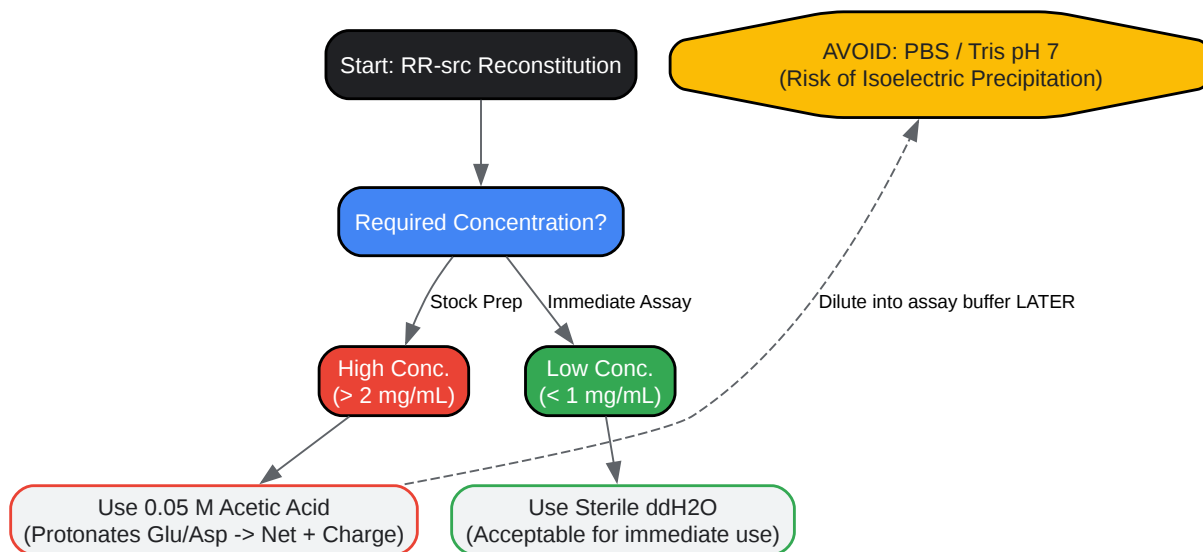 Start: RR-src Reconstitution
AVOID: PBS / Tris pH 7
(Risk of Isoelectric Precipitation)
Required Concentration?
Stock Prep
Immediate Assay
Dilute into assay buffer LATER
High Conc.
(> 2 mg/mL)
Low Conc.
(< 1 mg/mL)
Use 0.05 M Acetic Acid
(Protonates Glu/Asp -> Net + Charge)
Use Sterile ddH2O
(Acceptable for immediate use)